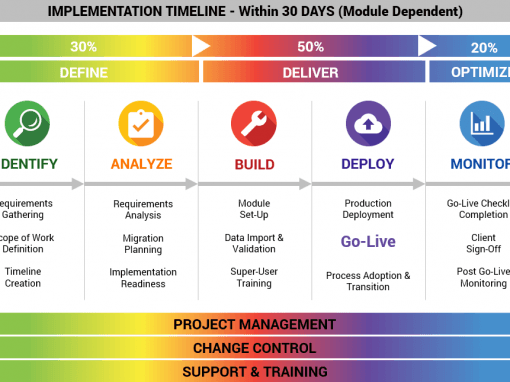 IMPLEMENTATION TIMELINE - Within 30 DAYS (Module Dependent)
30%
50%
20%
DEFINE
DELIVER
OPTIMIZE
DENTIFY
ANALYZE
BUILD
DEPLOY
MONITOR
equirements
Gathering
Requirements
Analysis
Module
Set-Up
Production
Deployment
Go-Live Checkli
Completion
cope of Work
Definition
Migration
Planning
Data Import &
Validation
Go-Live
Client
Sign-Off
Timeline
Creation
Implementation
Readiness
Super-User
Training
Process Adoption &
Transition
Post Go-Live
Monitoring
PROJECT MANAGEMENT
CHANGE CONTROL
SUPPORT & TRAINING